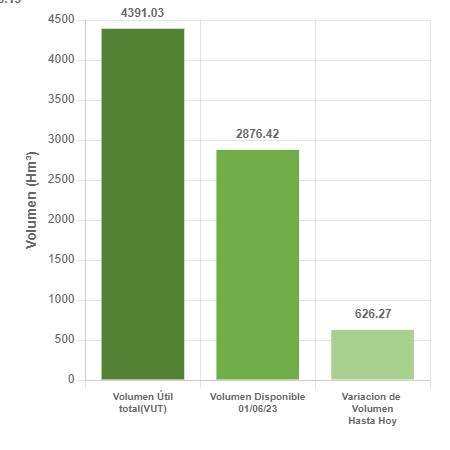 4500
4391.03
4000
3500
3000
2876.42
2500
2000
1500
1000
626.27
500
0
Volumen (Hm³)
Volumen Útil
total(VUT)
Volumen Disponible
01/06/23
Variacion de
Volumen
Hasta Hoy